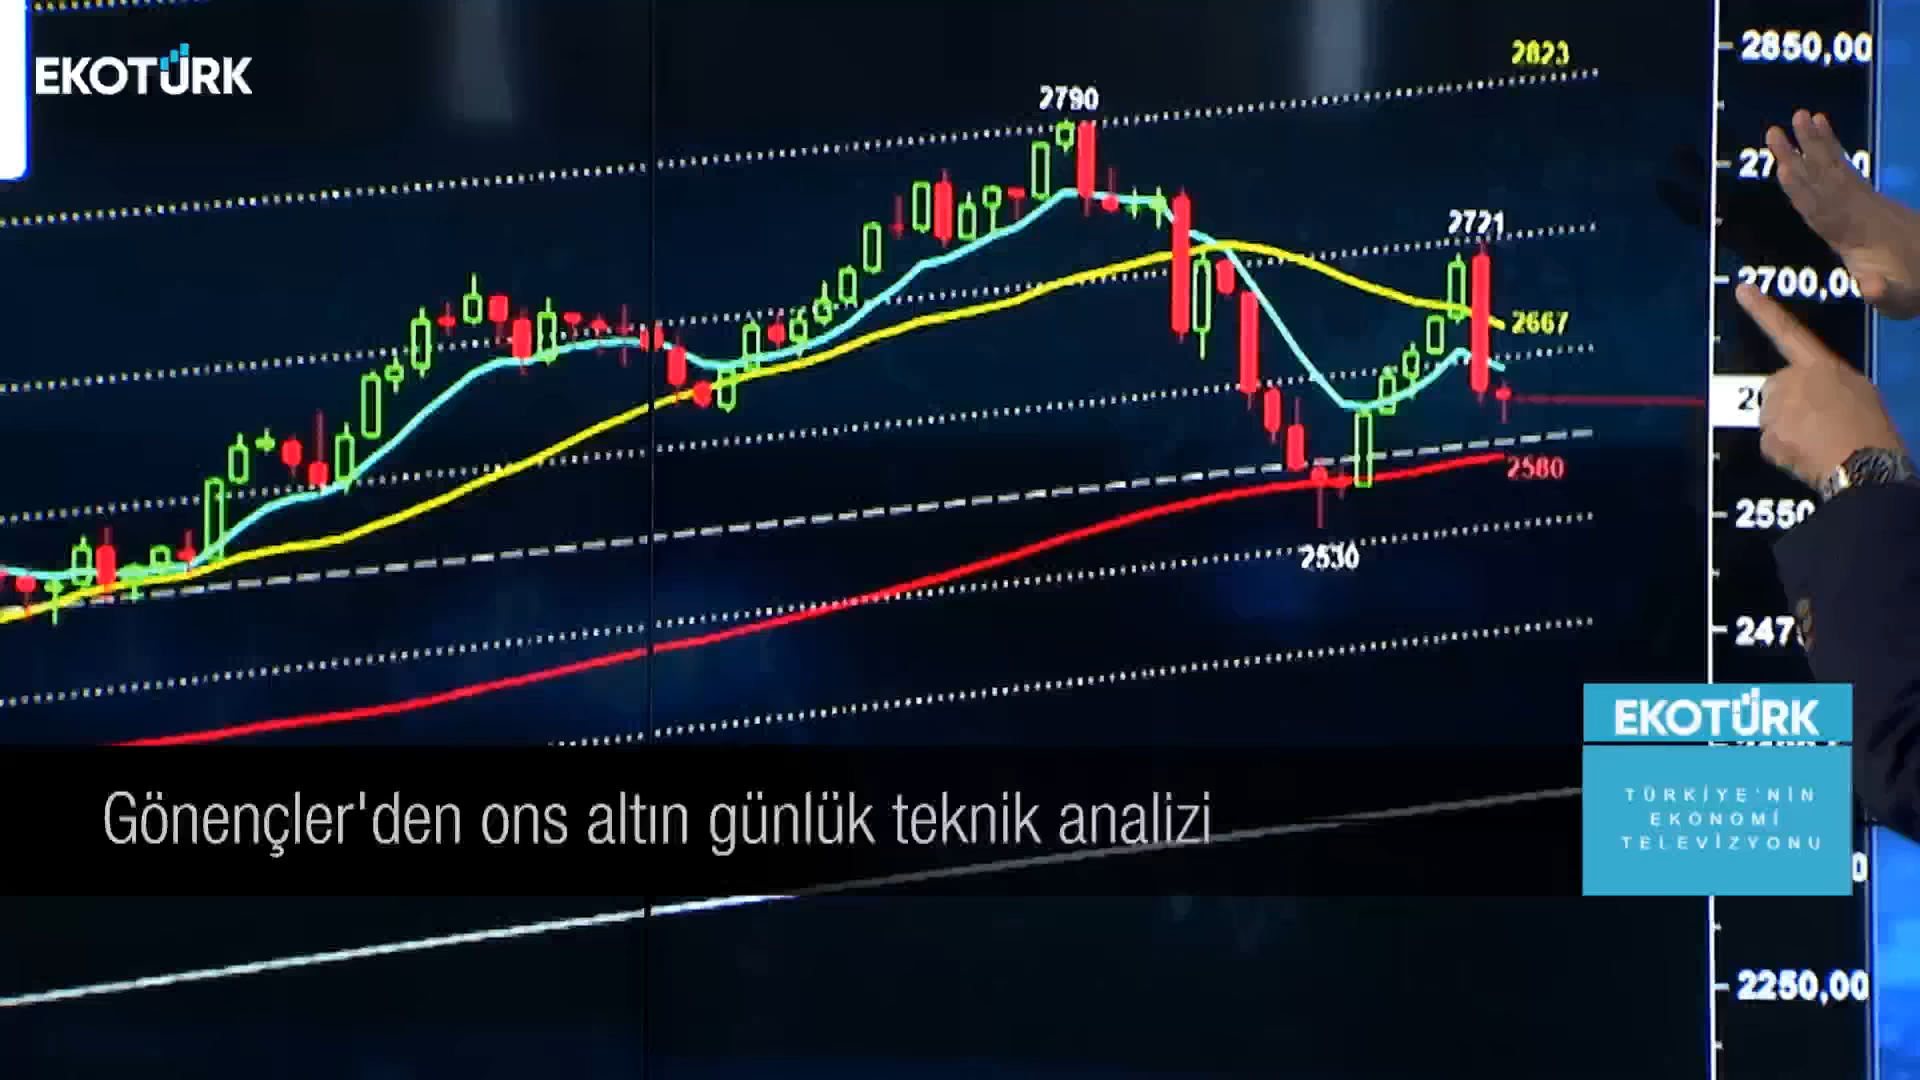 EKOTÜRK
2823
2850,00
2790
2721
2700,00
2667
2580
2550
2530
EKOTÜRK
TÜRKİYE'NİN
EKONOMİ
TELEVİZYONU
Gönençler'den ons altın günlük teknik analizi
2250,00